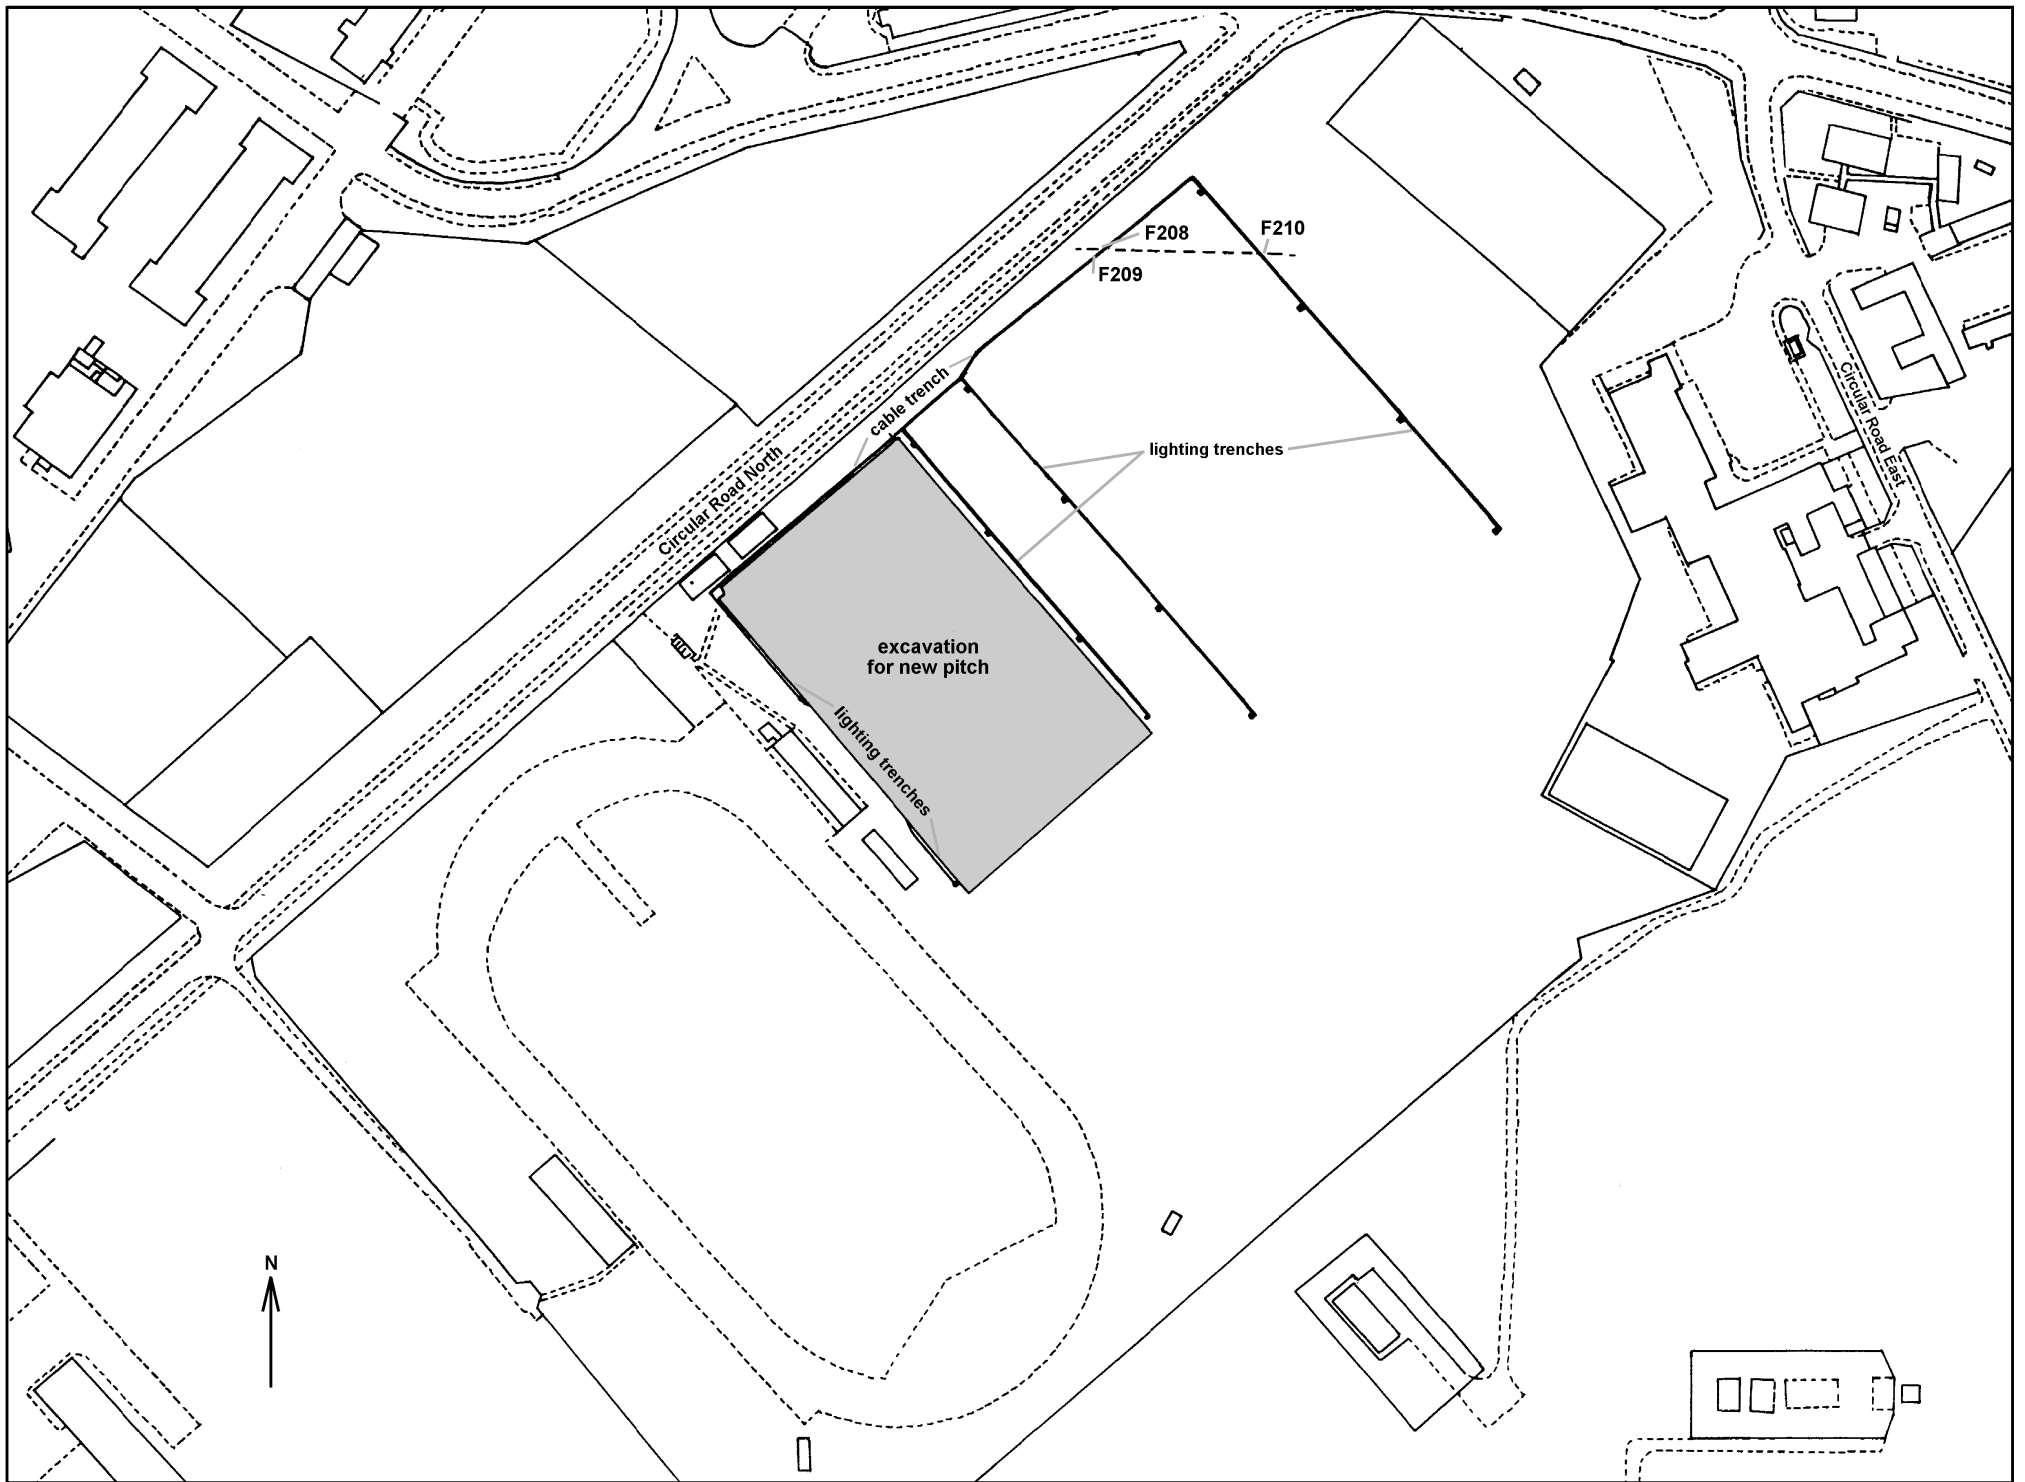 F208
F210
F209
cable trench
Circular Road North
lighting trenches
Circular Road East
excavation
for new pitch
lighting trenches
N